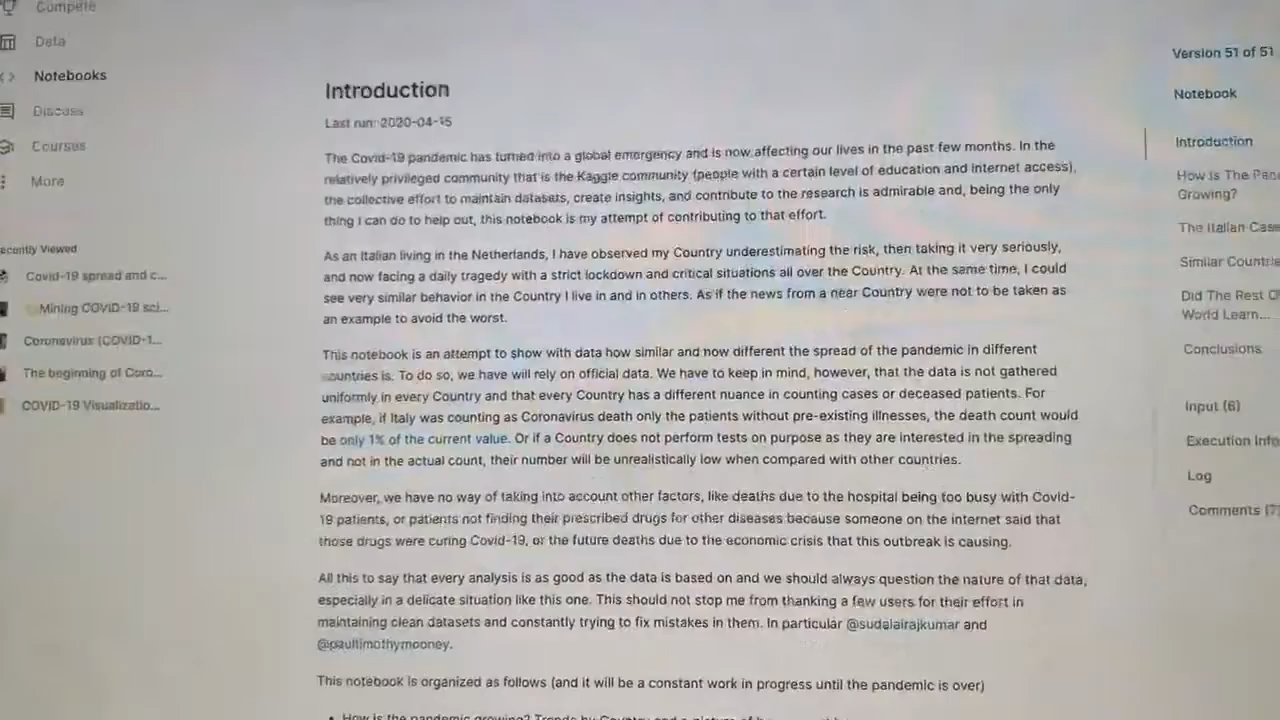 Compete
Data
Notebooks
Discuss
Courses
More
ecently Viewed
Covid-19 spread and c...
Mining COVID-19 sci...
Coronavirus (COVID-1...
The beginning of Coro...
COVID-19 Visualizatio...
Introduction
Last run: 2020-04-15
The Covid-19 pandemic has turned into a global emergency and is now affecting our lives in the past few months. In the
relatively privileged community that is the Kaggle community (people with a certain level of education and internet access),
the collective effort to maintain datasets, create insights, and contribute to the research is admirable and, being the only
thing I can do to help out, this notebook is my attempt of contributing to that effort.
As an Italian living in the Netherlands, I have observed my Country underestimating the risk, then taking it very seriously,
and now facing a daily tragedy with a strict lockdown and critical situations all over the Country. At the same time, I could
see very similar behavior in the Country I live in and in others. As if the news from a near Country were not to be taken as
an example to avoid the worst.
This notebook is an attempt to show with data how similar and how different the spread of the pandemic in different
countries is. To do so, we have will rely on official data. We have to keep in mind, however, that the data is not gathered
uniformly in every Country and that every Country has a different nuance in counting cases or deceased patients. For
example, if Italy was counting as Coronavirus death only the patients without pre-existing illnesses, the death count would
be only 1% of the current value. Or if a Country does not perform tests on purpose as they are interested in the spreading
and not in the actual count, their number will be unrealistically low when compared with other countries.
Moreover, we have no way of taking into account other factors, like deaths due to the hospital being too busy with Covid-
19 patients, or patients not finding their prescribed drugs for other diseases because someone on the internet said that
those drugs were curing Covid-19, or the future deaths due to the economic crisis that this outbreak is causing.
All this to say that every analysis is as good as the data is based on and we should always question the nature of that data,
especially in a delicate situation like this one. This should not stop me from thanking a few users for their effort in
maintaining clean datasets and constantly trying to fix mistakes in them. In particular @sudalairajkumar and
@paultimothymooney.
This notebook is organized as follows (and it will be a constant work in progress until the pandemic is over)
How is the pandemic growing? Trends by Country and a picture of
Version 51 of 51
Notebook
Introduction
How Is The Pan
Growing?
The Italian Case
Similar Countrie
Did The Rest O
World Learn...
Conclusions
Input (6)
Execution Info
Log
Comments (7